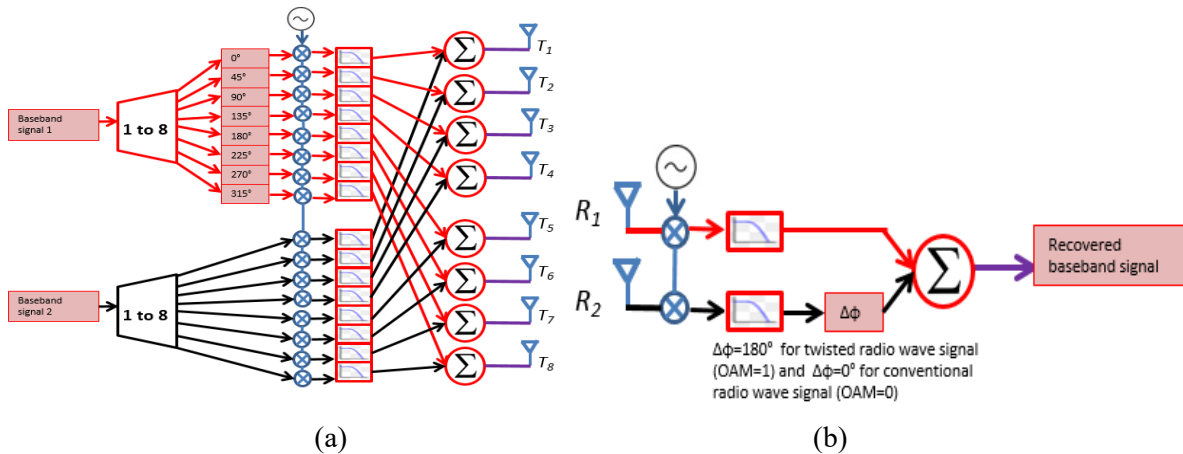 Baseband
signal 1
1 to 8
0°
45°
90°
135°
180°
225°
270°
315°
Σ
T1
Σ
T2
Σ
T3
Σ
T4
Σ
T5
Σ
T6
Σ
T7
Σ
T8
Baseband
signal 2
1 to 8
(a)
R1
R2
Δϕ
Σ
Recovered
baseband signal
Δϕ=180° for twisted radio wave signal
(OAM=1) and Δϕ=0° for conventional
radio wave signal (OAM=0)
(b)